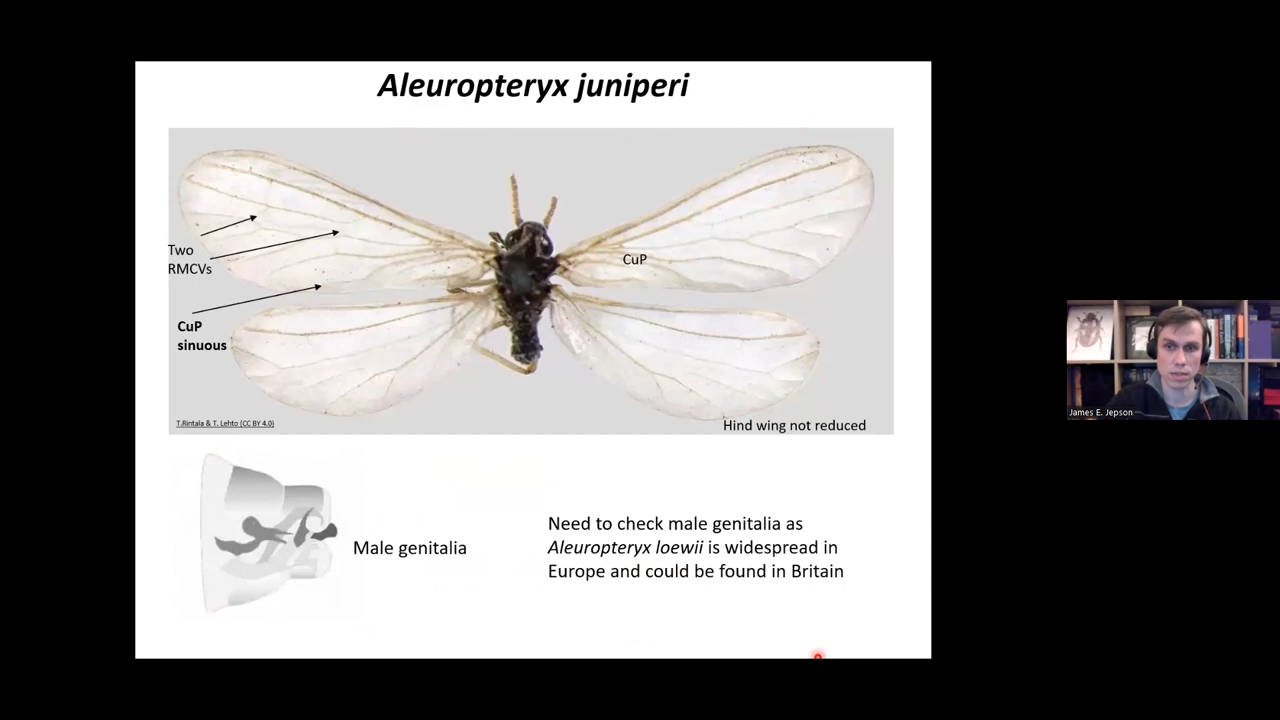 Aleuropteryx juniperi
Two
RMCVs
CuP
sinuous
CuP
T.Rintala & T. Lehto (CC BY 4.0)
Hind wing not reduced
Male genitalia
Need to check male genitalia as
Aleuropteryx loewii is widespread in
Europe and could be found in Britain
James E. Jepson